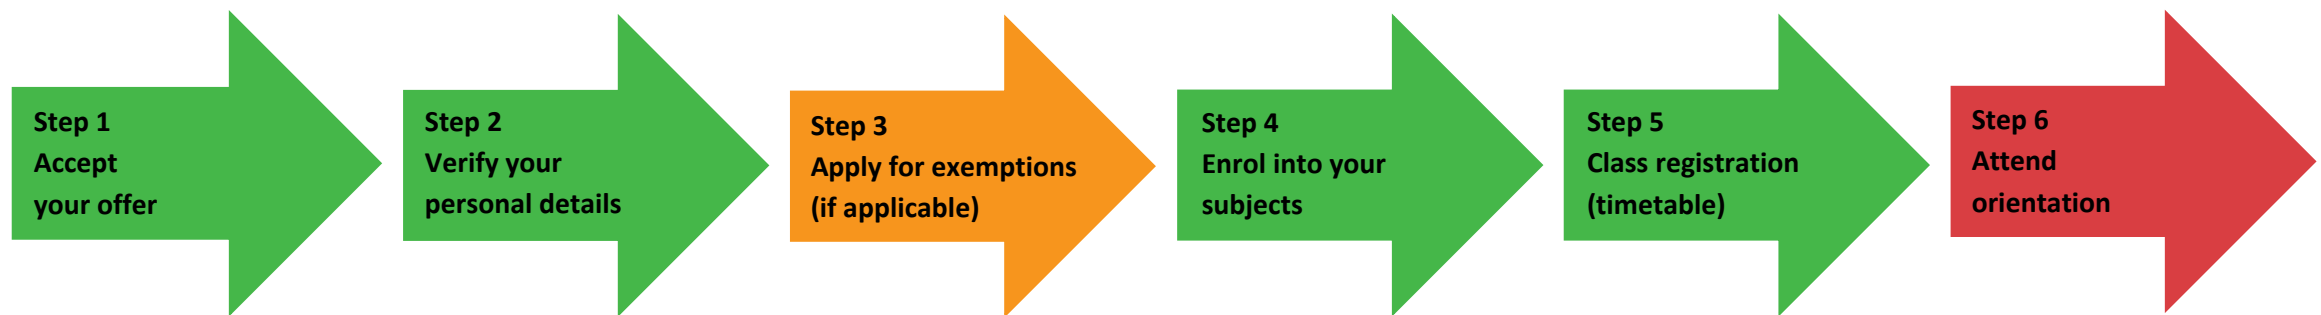 Step 1
Accept
your offer
Step 2
Verify your
personal details
Step 3
Apply for exemptions
(if applicable)
Step 4
Enrol into your
subjects
Step 5
Class registration
(timetable)
Step 6
Attend
orientation